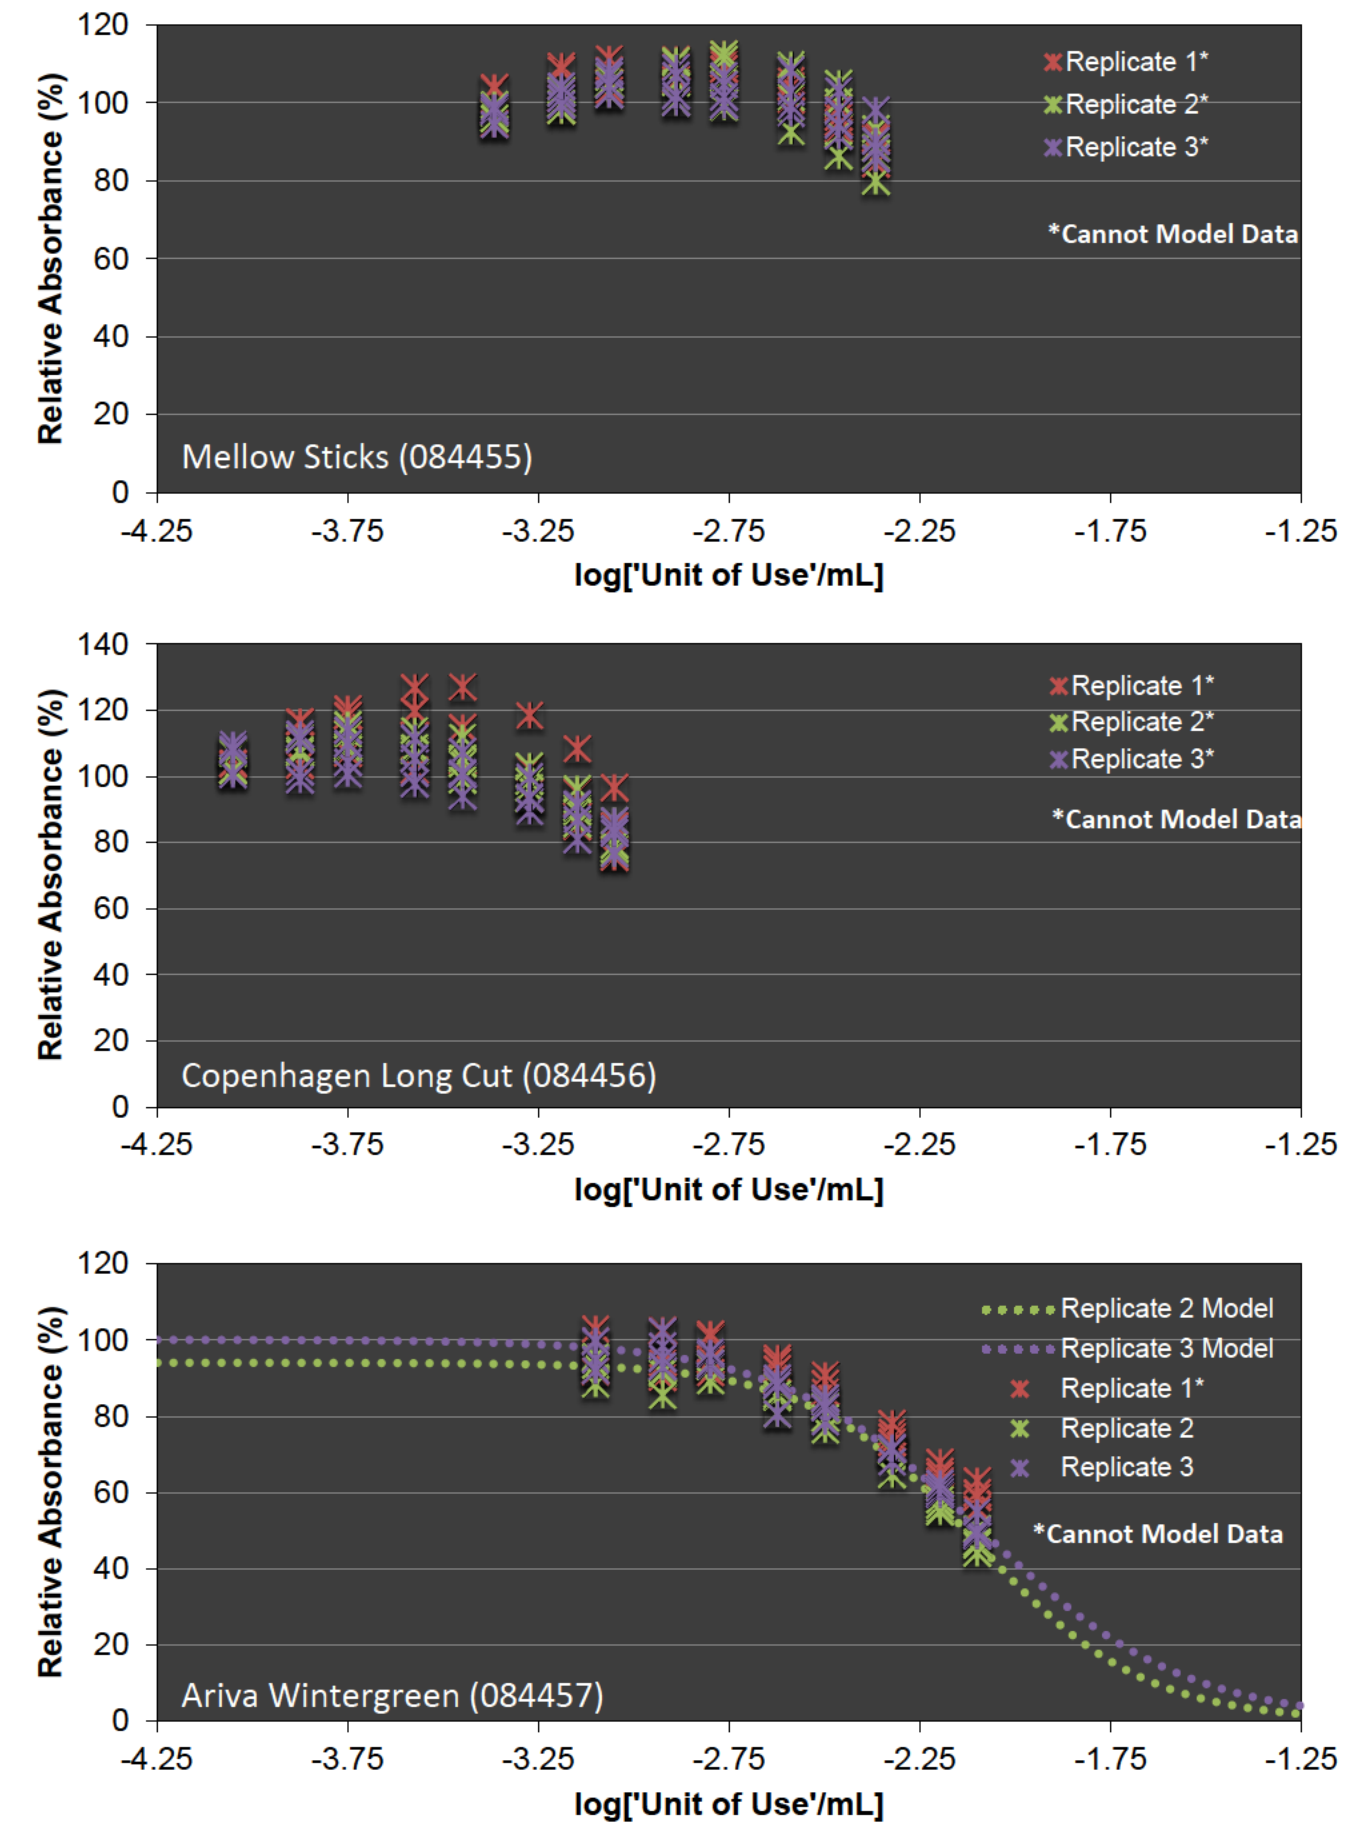 120
100
80
60
40
20
0
Relative Absorbance (%)
Replicate 1*
Replicate 2*
Replicate 3*
*Cannot Model Data
Mellow Sticks (084455)
-4.25 -3.75 -3.25 -2.75 -2.25 -1.75 -1.25
log['Unit of Use'/mL]
140
120
100
80
60
40
20
0
Relative Absorbance (%)
Replicate 1*
Replicate 2*
Replicate 3*
*Cannot Model Data
Copenhagen Long Cut (084456)
-4.25 -3.75 -3.25 -2.75 -2.25 -1.75 -1.25
log['Unit of Use'/mL]
120
100
80
60
40
20
0
Relative Absorbance (%)
Replicate 2 Model
Replicate 3 Model
Replicate 1*
Replicate 2
Replicate 3
*Cannot Model Data
Ariva Wintergreen (084457)
-4.25 -3.75 -3.25 -2.75 -2.25 -1.75 -1.25
log['Unit of Use'/mL]